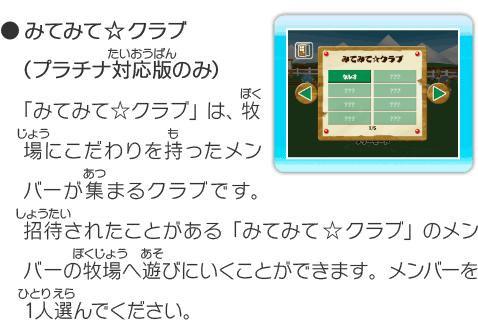 ● みてみて☆クラブ
(プラチナ対応版のみ)
「みてみて☆クラブ」は、牧
場にこだわりを持ったメン
バーが集まるクラブです。
招待されたことがある「みてみて☆クラブ」のメン
バーの牧場へ遊びにいくことができます。メンバーを
1人選んでください。
みてみて☆クラブ
??? 
??? ???
??? ???
??? ???
1/5